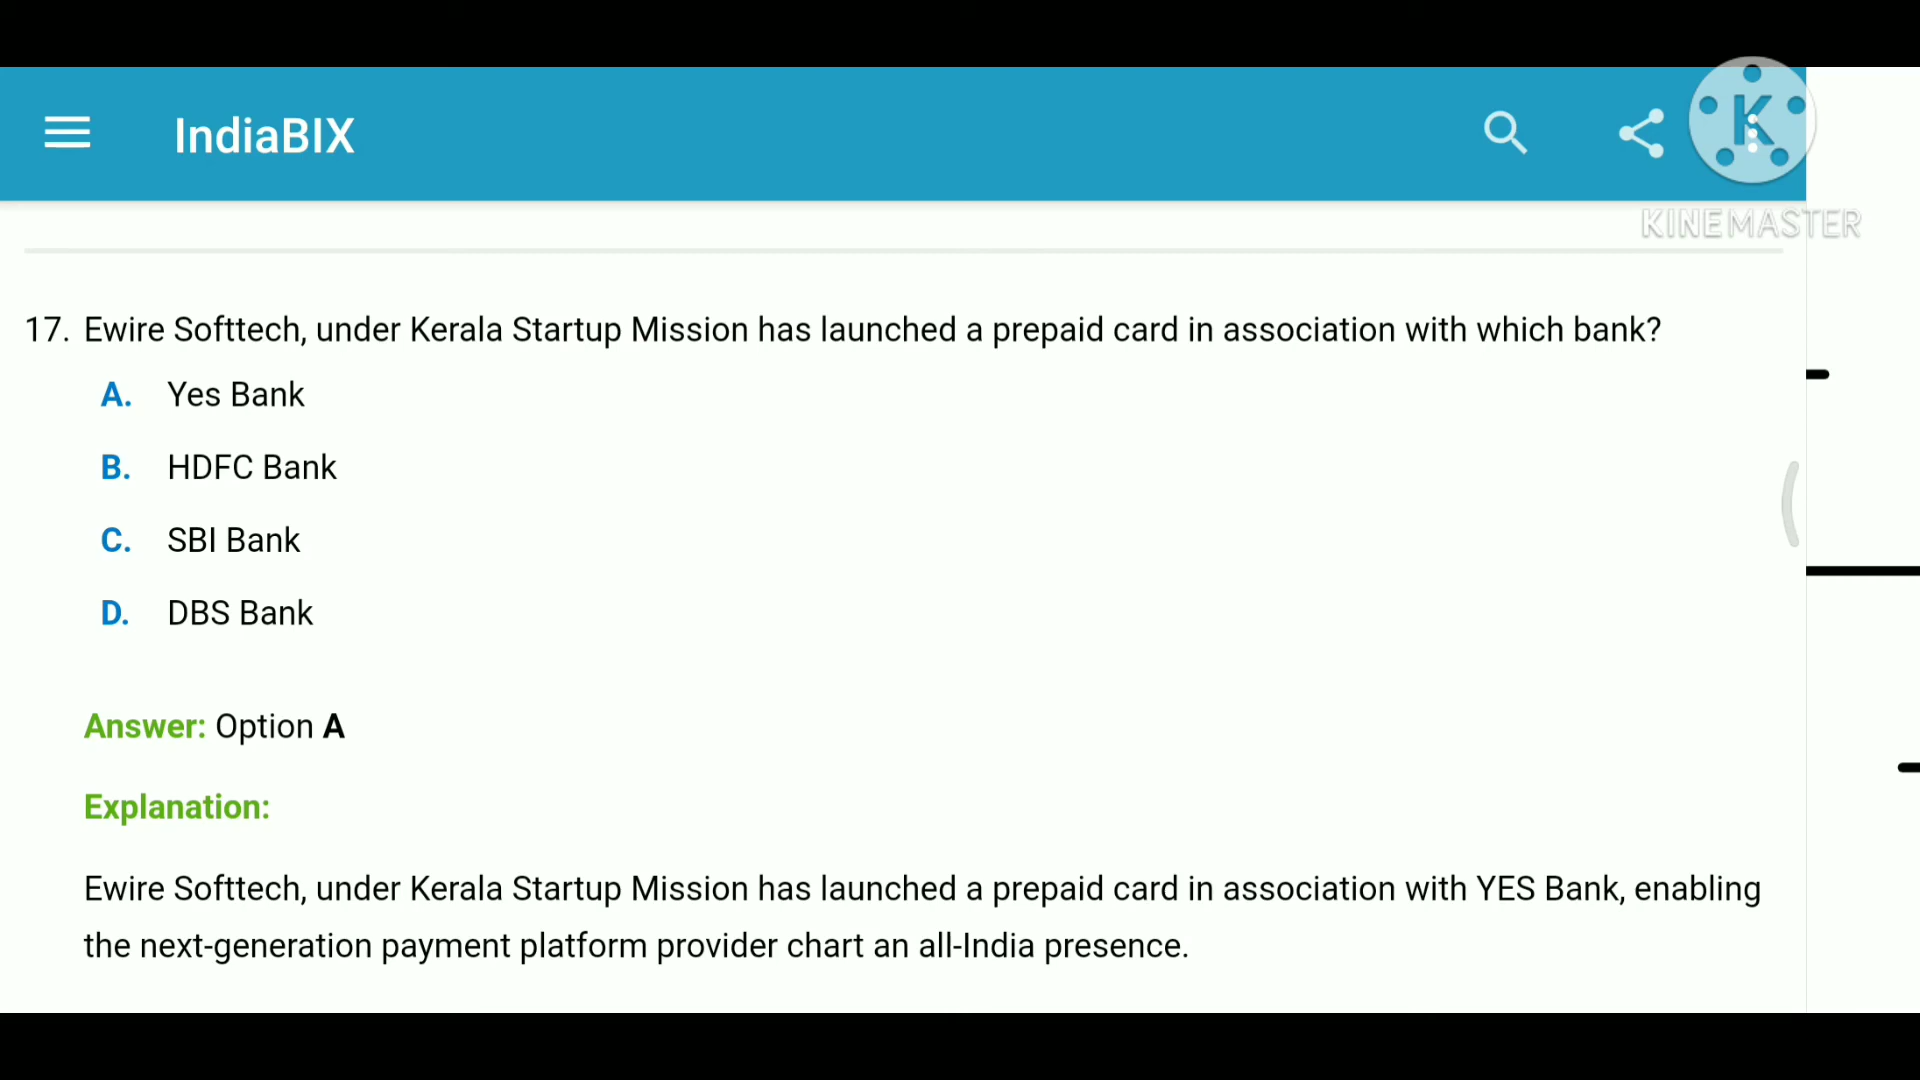 IndiaBIX
K
KINEMASTER
17. Ewire Softtech, under Kerala Startup Mission has launched a prepaid card in association with which bank?
A. Yes Bank
B. HDFC Bank
C. SBI Bank
D. DBS Bank
Answer: Option A
Explanation:
Ewire Softtech, under Kerala Startup Mission has launched a prepaid card in association with YES Bank, enabling
the next-generation payment platform provider chart an all-India presence.